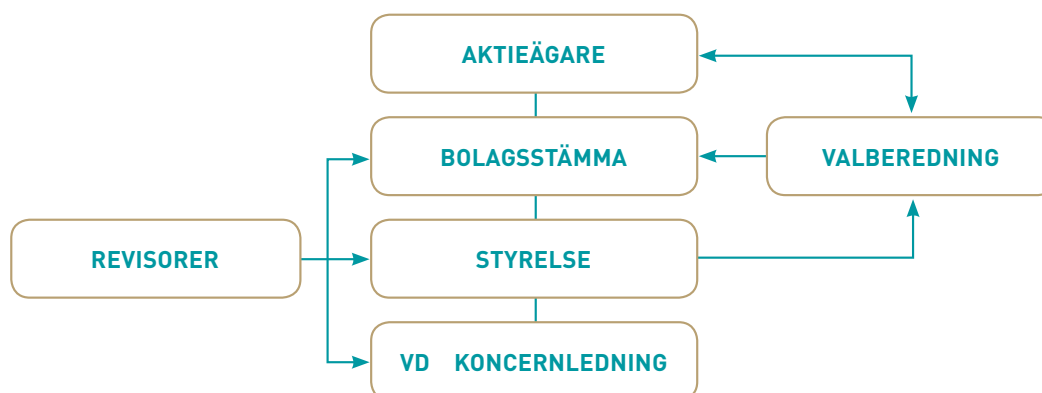 AKTIEÄGARE
BOLAGSSTÄMMA
VALBEREDNING
REVISORER
STYRELSE
VD KONCERNLEDNING